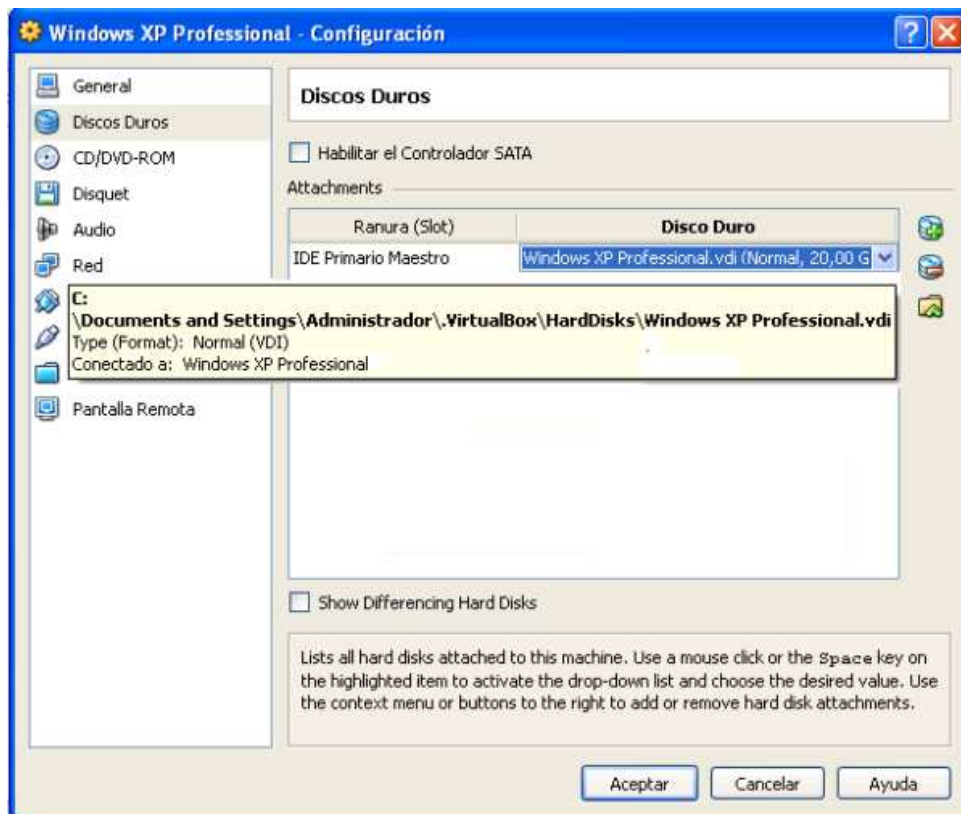 Windows XP Professional - Configuración
General
Discos Duros
CD/DVD-ROM
Disquet
Audio
Red
Pantalla Remota
Discos Duros
Habilitar el Controlador SATA
Attachments
Ranura (Slot) Disco Duro
IDE Primario Maestro Windows XP Professional.vdi (Normal, 20,00 G
C:
\Documents and Settings\Administrador\.VirtualBox\HardDisks\Windows XP Professional.vdi
Type (Format): Normal (VDI)
Conectado a: Windows XP Professional
Show Differencing Hard Disks
Lists all hard disks attached to this machine. Use a mouse click or the Space key on
the highlighted item to activate the drop-down list and choose the desired value. Use
the context menu or buttons to the right to add or remove hard disk attachments.
Aceptar Cancelar Ayuda